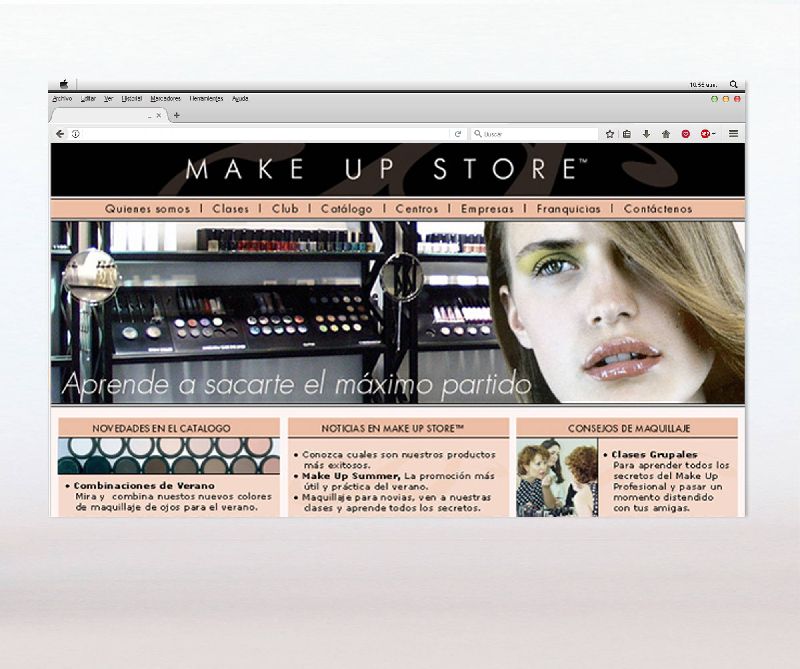 Archivo Editar Ver Historial Marcadores Herramientas Ayuda
Buscar
MAKE UP STORE™
Quienes somos | Clases | Club | Catálogo | Centros | Empresas | Franquicias | Contáctenos
Aprende a sacarte el máximo partido
NOVEDADES EN EL CATALOGO
• Combinaciones de Verano
Mira y combina nuestos nuevos colores
de maquillaje de ojos para el verano.
NOTICIAS EN MAKE UP STORE™
• Conozca cuales son nuestros productos
más exitosos.
• Make Up Summer, La promoción más
útil y práctica del verano.
• Maquillaje para novias, ven a nuestras
clases y aprende todos los secretos.
CONSEJOS DE MAQUILLAJE
• Clases Grupales
Para aprender todos los
secretos del Make Up
Profesional y pasar un
momento distendido
con tus amigas.